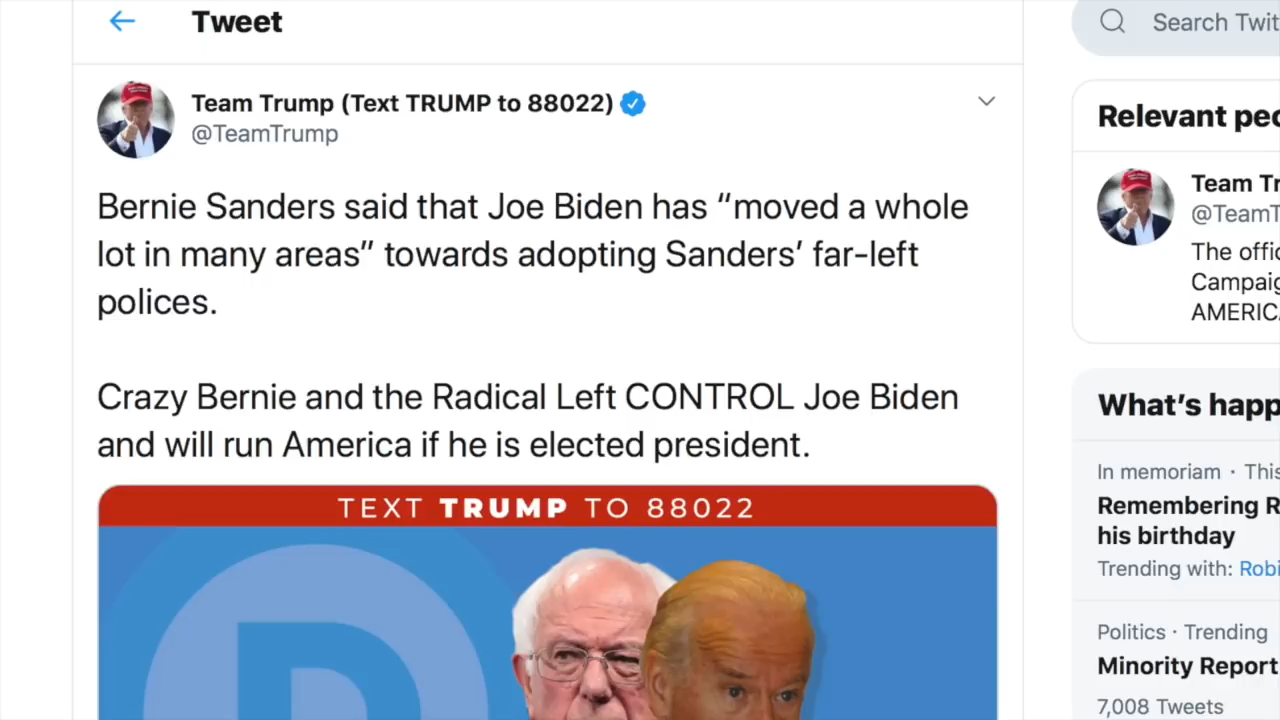 Tweet
Search Twit
Team Trump (Text TRUMP to 88022)
@TeamTrump
Bernie Sanders said that Joe Biden has “moved a whole
lot in many areas” towards adopting Sanders’ far-left
polices.
Crazy Bernie and the Radical Left CONTROL Joe Biden
and will run America if he is elected president.
TEXT TRUMP TO 88022
D
Relevant peo
Team Tr
@TeamT
The offic
Campaig
AMERICA
What’s happ
In memoriam · This
Remembering R
his birthday
Trending with: Robi
Politics · Trending
Minority Report
7,008 Tweets